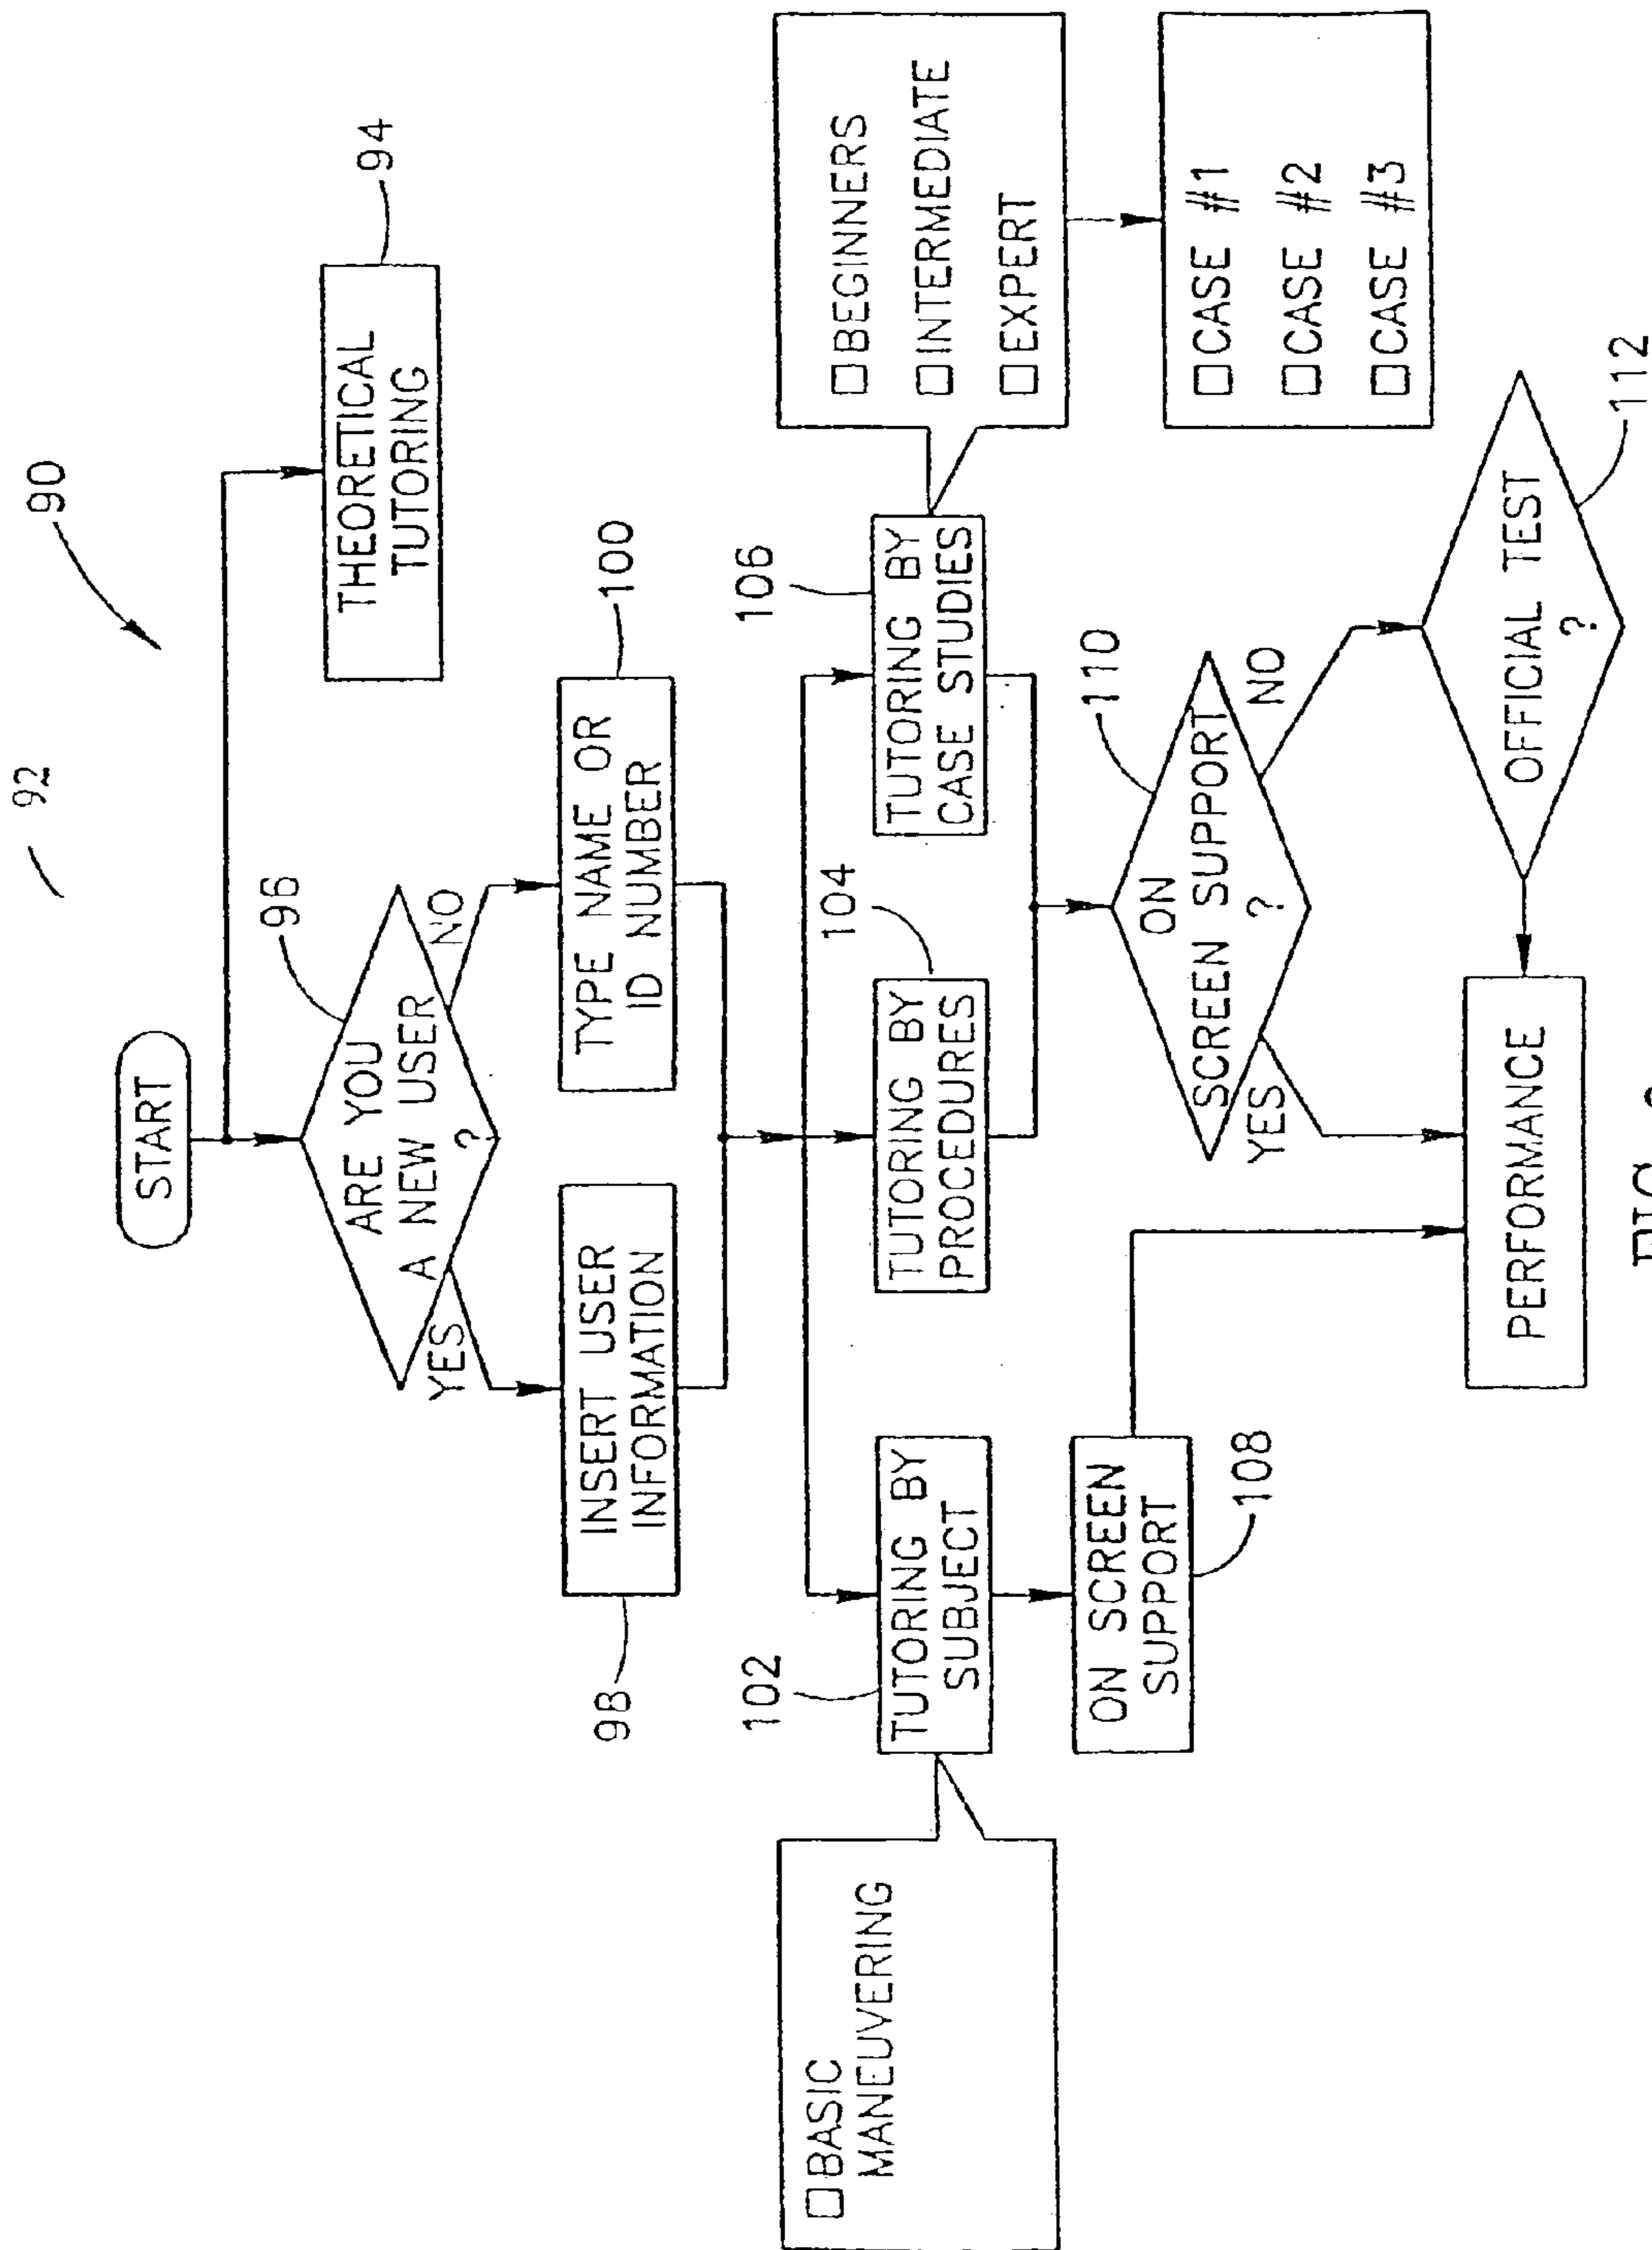 92
90
START
THEORETICAL
TUTORING
94
96
ARE YOU
A NEW USER
?
YES
NO
98
INSERT USER
INFORMATION
TYPE NAME OR
ID NUMBER
100
102
104
106
BASIC
MANEUVERING
TUTORING BY
SUBJECT
TUTORING BY
PROCEDURES
TUTORING BY
CASE STUDIES
BEGINNERS
INTERMEDIATE
EXPERT
ON SCREEN
SUPPORT
108
110
ON
SCREEN SUPPORT
?
YES
NO
CASE #1
CASE #2
CASE #3
PERFORMANCE
OFFICIAL TEST
?
112